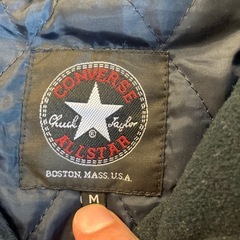 CONVERSE
Chuck Taylor
®
ALL STAR
BOSTON, MASS. U.S.A.
M